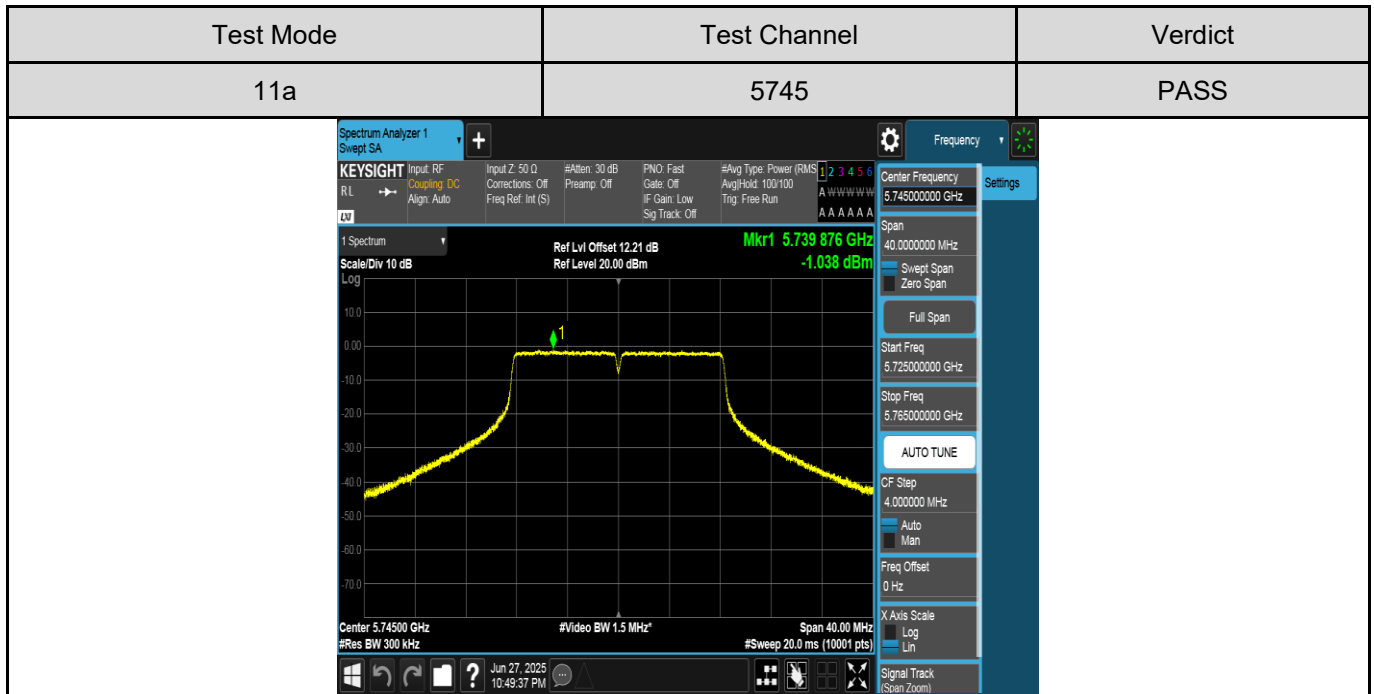 Test Mode Test Channel Verdict
11a 5745 PASS
Spectrum Analyzer 1
Swept SA
+
Frequency
KEYSIGHT
R L
LXI
Input: RF
Coupling: DC
Align: Auto
Input Z: 50 Ω
Corrections: Off
Freq Ref: Int (S)
#Atten: 30 dB
Preamp: Off
PNO: Fast
Gate: Off
IF Gain: Low
Sig Track: Off
#Avg Type: Power (RMS
Avg|Hold: 100/100
Trig: Free Run
1 2 3 4 5 6
A W W W W W
A A A A A A
1 Spectrum
Scale/Div 10 dB
Ref Lvl Offset 12.21 dB
Ref Level 20.00 dBm
Mkr1 5.739 876 GHz
-1.038 dBm
Log
10.0
0.00
-10.0
-20.0
-30.0
-40.0
-50.0
-60.0
-70.0
1
Center 5.74500 GHz
#Res BW 300 kHz
#Video BW 1.5 MHz*
Span 40.00 MHz
#Sweep 20.0 ms (10001 pts)
Center Frequency
5.745000000 GHz
Span
40.0000000 MHz
Swept Span
Zero Span
Full Span
Start Freq
5.725000000 GHz
Stop Freq
5.765000000 GHz
AUTO TUNE
CF Step
4.000000 MHz
Auto
Man
Freq Offset
0 Hz
X Axis Scale
Log
Lin
Signal Track
(Span Zoom)
Settings
?
Jun 27, 2025
10:49:37 PM